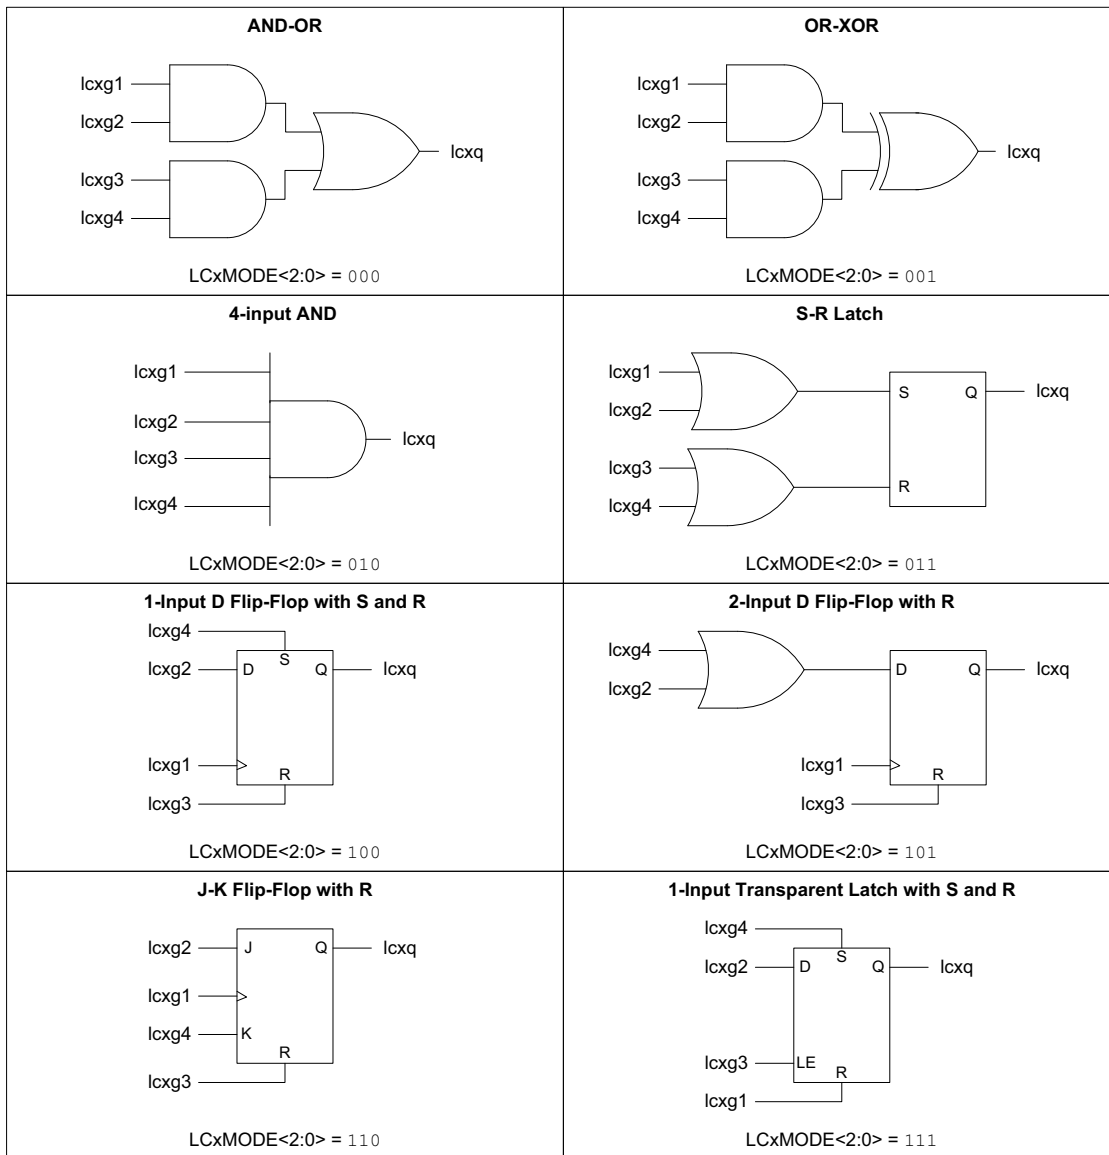 AND-OR
lcxg1
lcxg2
lcxg3
lcxg4
lcxq
LCxMODE<2:0> = 000
OR-XOR
lcxg1
lcxg2
lcxg3
lcxg4
lcxq
LCxMODE<2:0> = 001
4-input AND
lcxg1
lcxg2
lcxg3
lcxg4
lcxq
LCxMODE<2:0> = 010
S-R Latch
lcxg1
lcxg2
lcxg3
lcxg4
S Q lcxq
R
LCxMODE<2:0> = 011
1-Input D Flip-Flop with S and R
lcxg4
S
lcxg2 D Q lcxq
lcxg1
R
lcxg3
LCxMODE<2:0> = 100
2-Input D Flip-Flop with R
lcxg4
D Q lcxq
lcxg2
lcxg1
R
lcxg3
LCxMODE<2:0> = 101
J-K Flip-Flop with R
lcxg2 J Q lcxq
lcxg1
lcxg4 K
R
lcxg3
LCxMODE<2:0> = 110
1-Input Transparent Latch with S and R
lcxg4
S
lcxg2 D Q lcxq
lcxg3 LE
R
lcxg1
LCxMODE<2:0> = 111